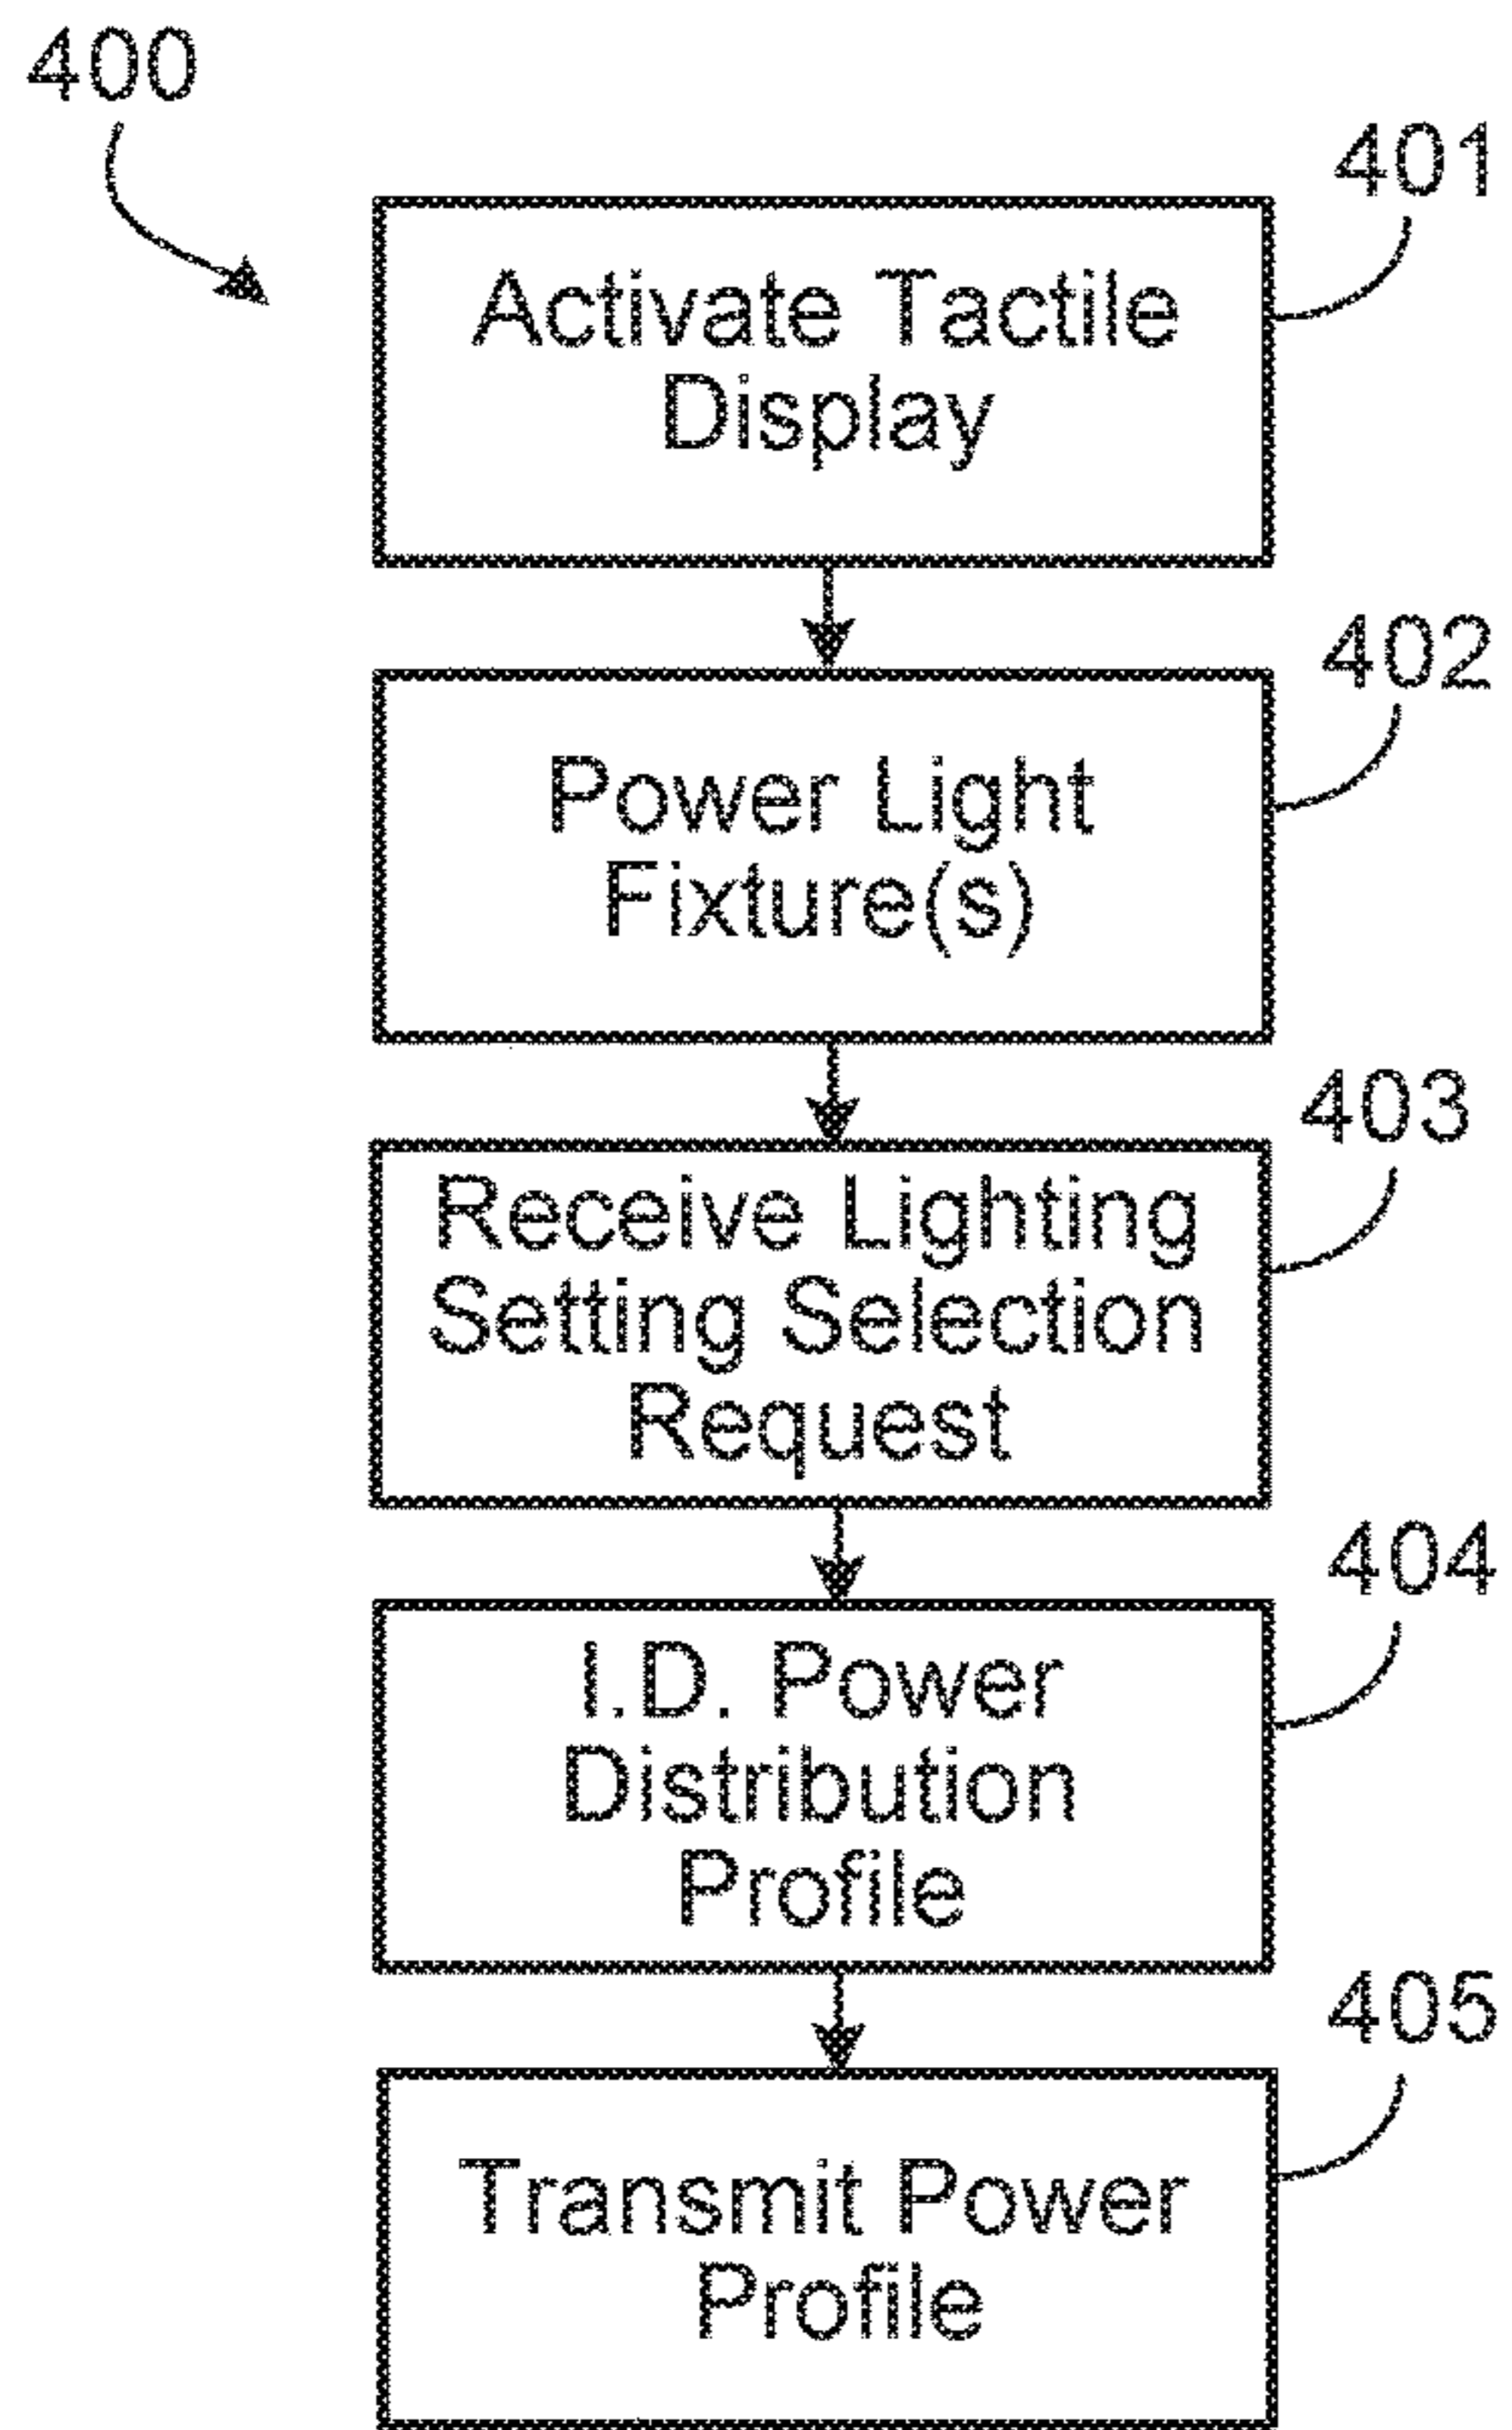 400
401
Activate Tactile
Display
402
Power Light
Fixture(s)
403
Receive Lighting
Setting Selection
Request
404
I.D. Power
Distribution
Profile
405
Transmit Power
Profile